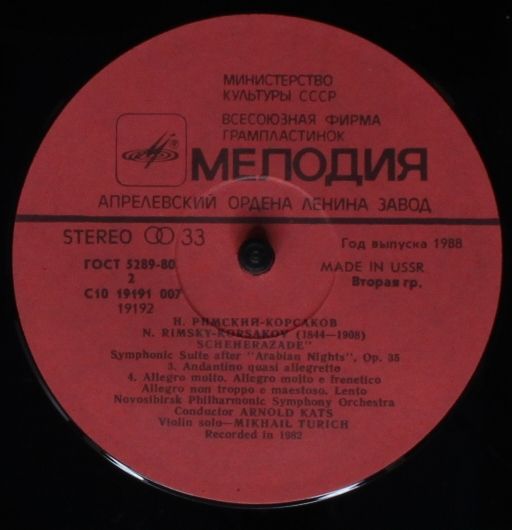 МИНИСТЕРСТВО
КУЛЬТУРЫ СССР
ВСЕСОЮЗНАЯ ФИРМА
ГРАМПЛАСТИНОК
МЕЛОДИЯ
АПРЕЛЕВСКИЙ ОРДЕНА ЛЕНИНА ЗАВОД
STEREO 33
Год выпуска 1988
ГОСТ 5289-80
MADE IN USSR
2
Вторая гр.
С10 19191 007
19192
Н. РИМСКИЙ-КОРСАКОВ
N. RIMSKY-KORSAKOV (1844—1908)
SCHEHERAZADE"
Symphonic Suite after "Arabian Nights", Op. 35
3. Andantino quasi allegretto
4. Allegro molto. Allegro molto e frenetico
Allegro non troppo e maestoso. Lento
Novosibirsk Philharmonic Symphony Orchestra
Conductor ARNOLD KATS
Violin solo—MIKHAIL TURICH
Recorded in 1982